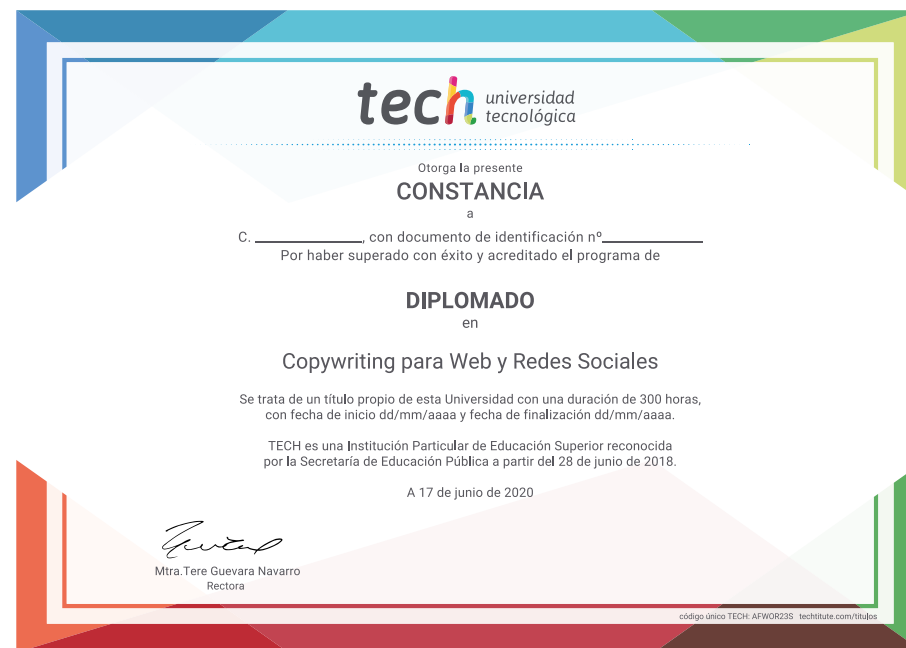 tech universidad
tecnológica
Otorga la presente
CONSTANCIA
a
C. ____________, con documento de identificación nº____________
Por haber superado con éxito y acreditado el programa de
DIPLOMADO
en
Copywriting para Web y Redes Sociales
Se trata de un título propio de esta Universidad con una duración de 300 horas,
con fecha de inicio dd/mm/aaaa y fecha de finalización dd/mm/aaaa.
TECH es una Institución Particular de Educación Superior reconocida
por la Secretaría de Educación Pública a partir del 28 de junio de 2018.
A 17 de junio de 2020
Mtra.Tere Guevara Navarro
Rectora
código único TECH: AFWOR23S techtitute.com/titulos